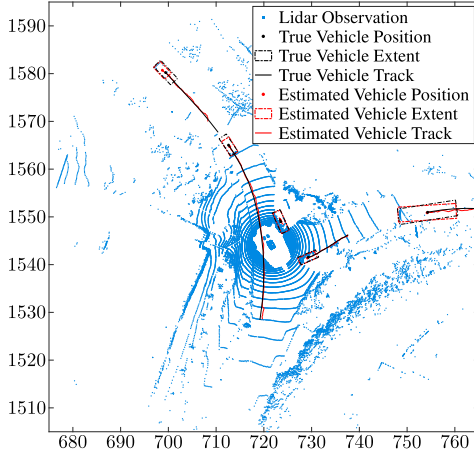 Lidar Observation
True Vehicle Position
True Vehicle Extent
True Vehicle Track
Estimated Vehicle Position
Estimated Vehicle Extent
Estimated Vehicle Track
1590
1580
1570
1560
1550
1540
1530
1520
1510
680 690 700 710 720 730 740 750 760